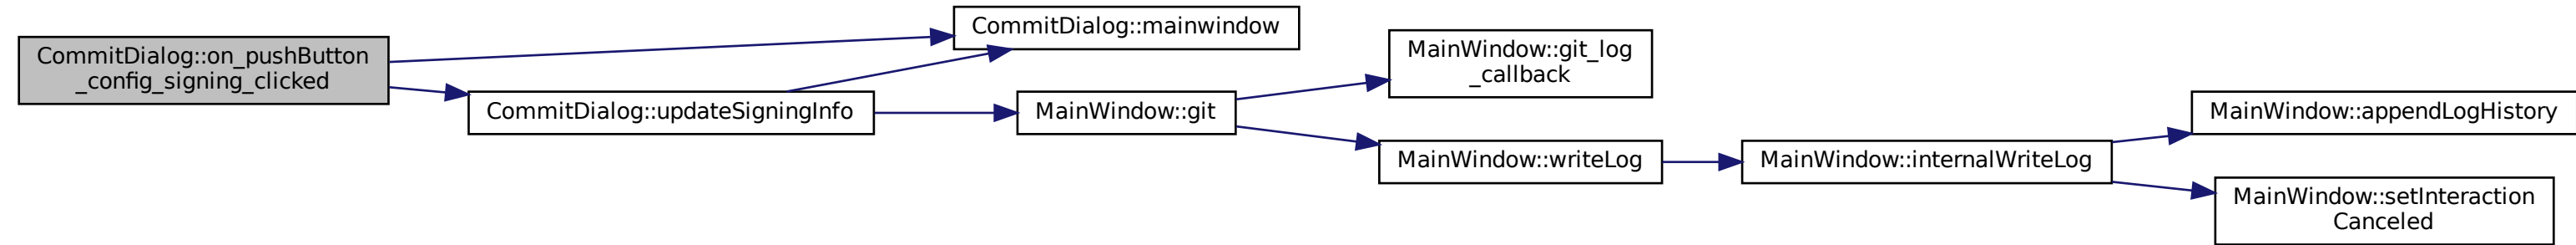 CommitDialog::on_pushButton
_config_signing_clicked
CommitDialog::mainwindow
CommitDialog::updateSigningInfo
MainWindow::git
MainWindow::git_log
_callback
MainWindow::writeLog
MainWindow::internalWriteLog
MainWindow::appendLogHistory
MainWindow::setInteraction
Canceled